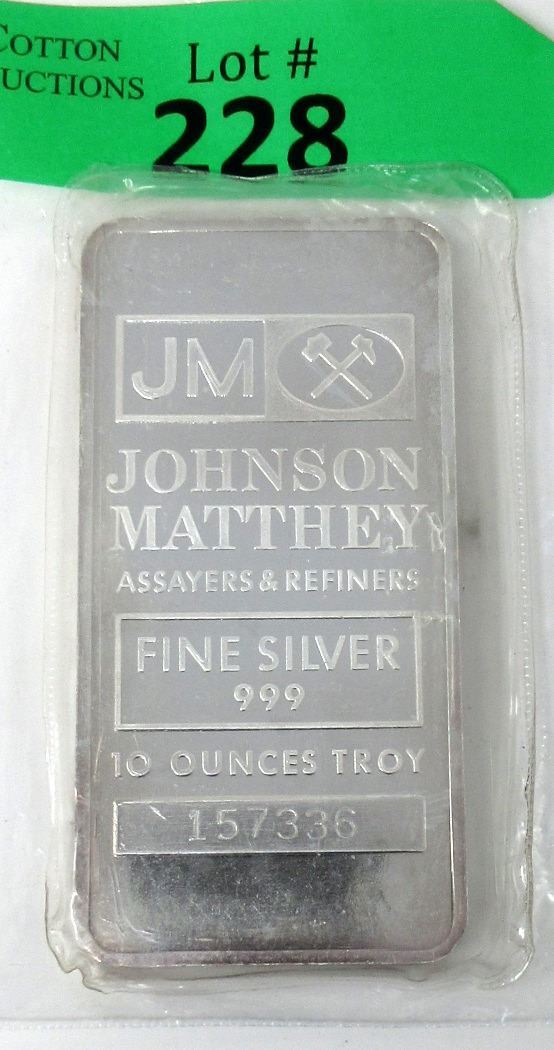 COTTON
UCTIONS
Lot #
228
JM
JOHNSON
MATTHEY
ASSAYERS & REFINERS
FINE SILVER
999
10 OUNCES TROY
157336